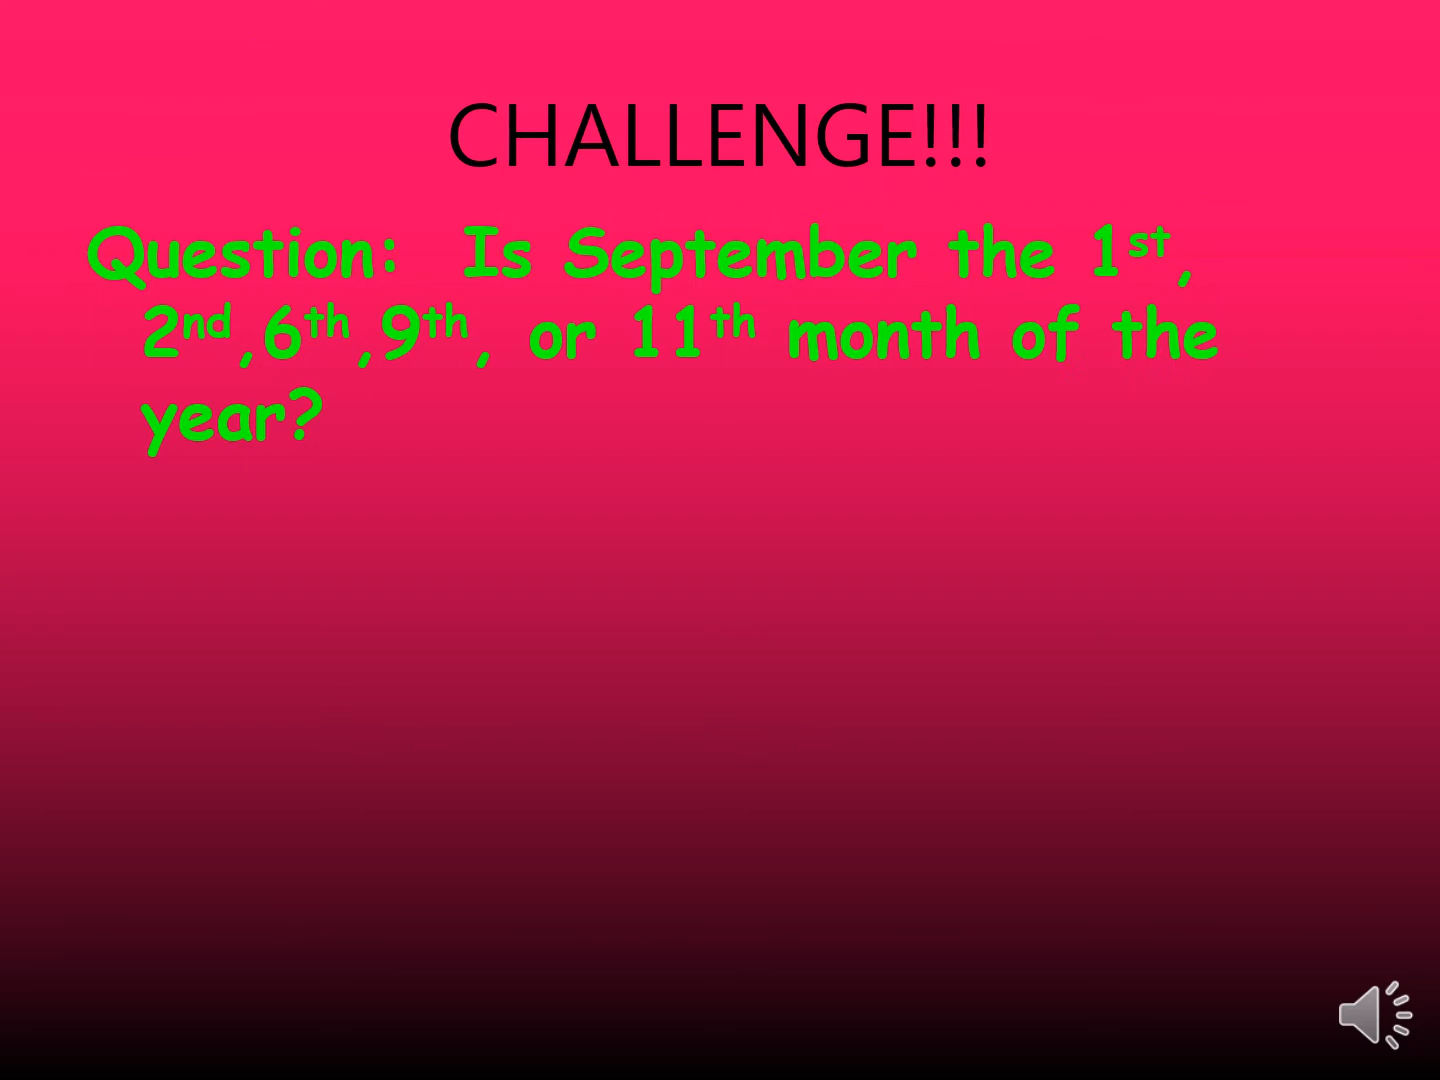 CHALLENGE!!!
Question:  Is September the 1st,
2nd,6th,9th, or 11th month of the
year?